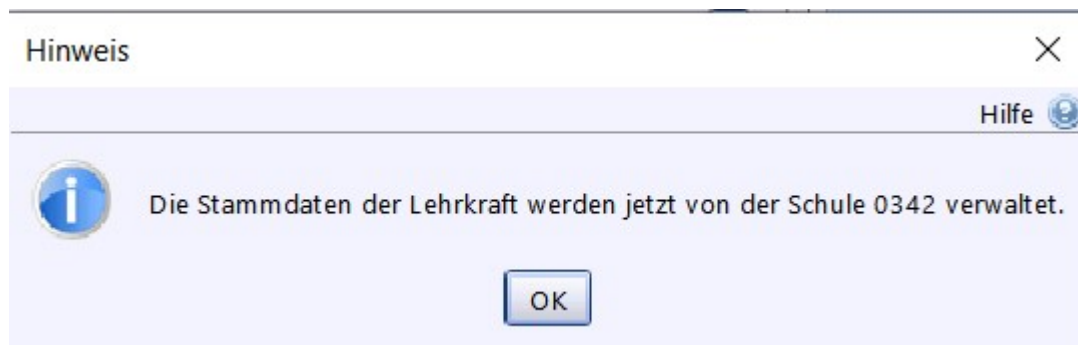 Hinweis
Hilfe
Die Stammdaten der Lehrkraft werden jetzt von der Schule 0342 verwaltet.
OK